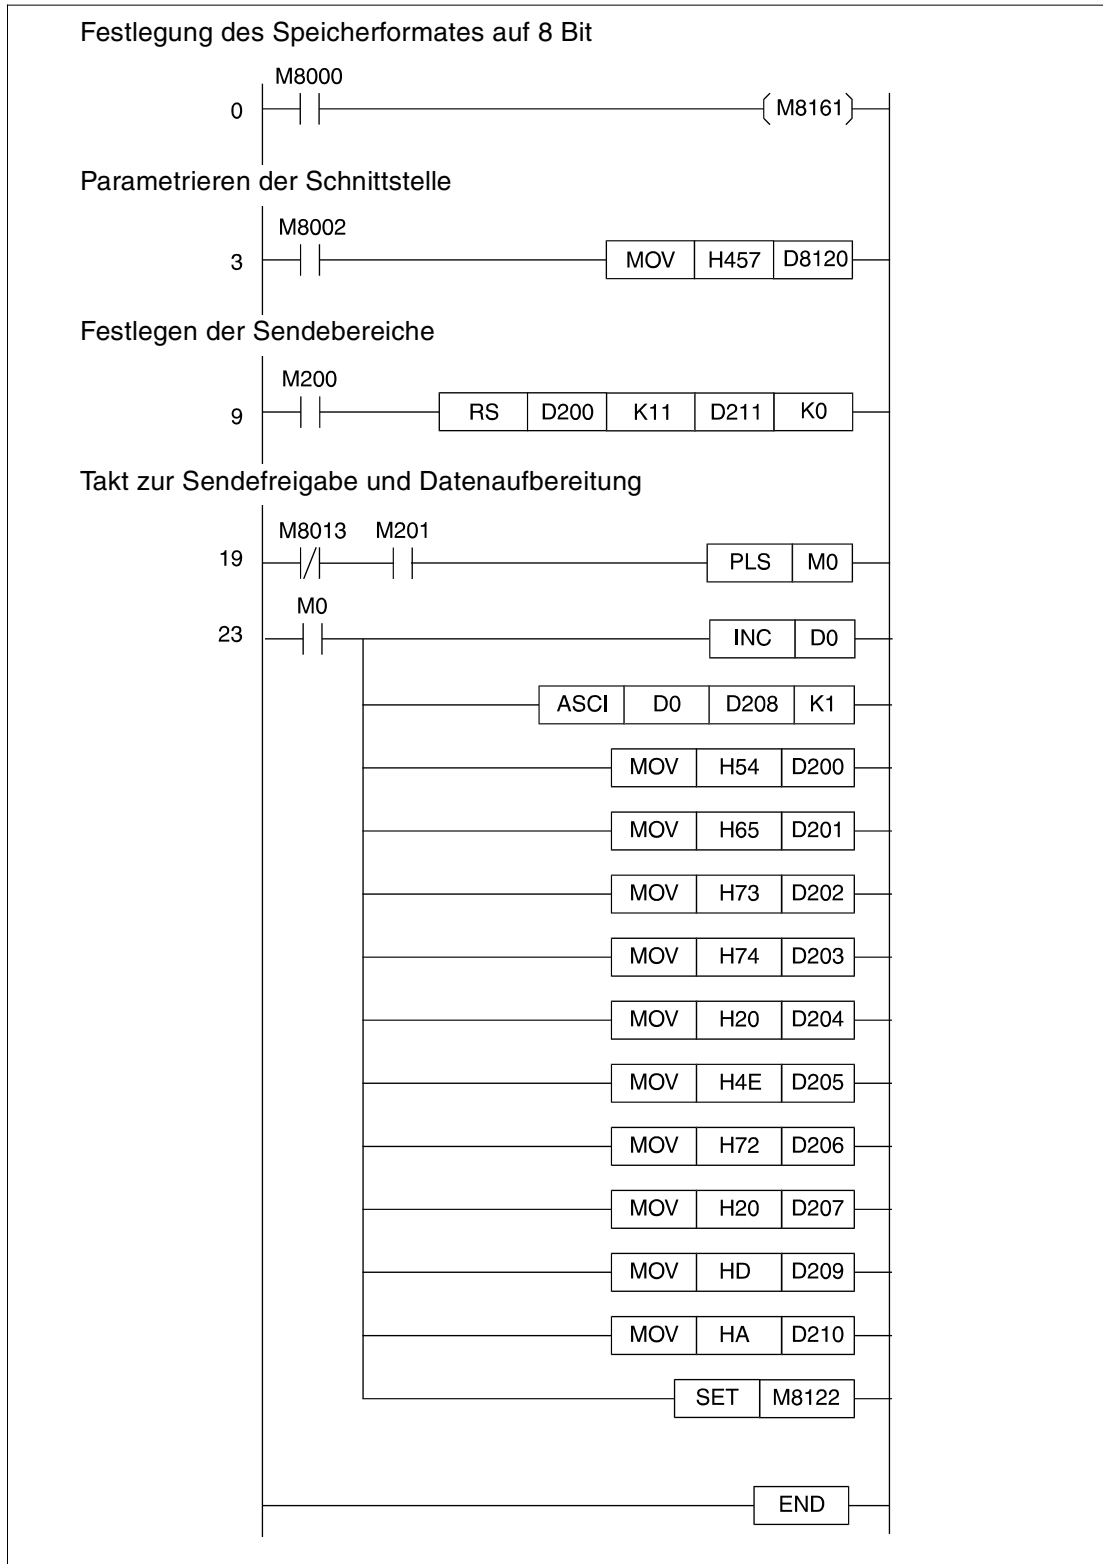 Festlegung des Speicherformates auf 8 Bit
M8000
0 M8161
Parametrieren der Schnittstelle
M8002
3 MOV H457 D8120
Festlegen der Sendebereiche
M200
9 RS D200 K11 D211 K0
Takt zur Sendefreigabe und Datenaufbereitung
M8013 M201
19 PLS M0
M0
23 INC D0
ASCI D0 D208 K1
MOV H54 D200
MOV H65 D201
MOV H73 D202
MOV H74 D203
MOV H20 D204
MOV H4E D205
MOV H72 D206
MOV H20 D207
MOV HD D209
MOV HA D210
SET M8122
END